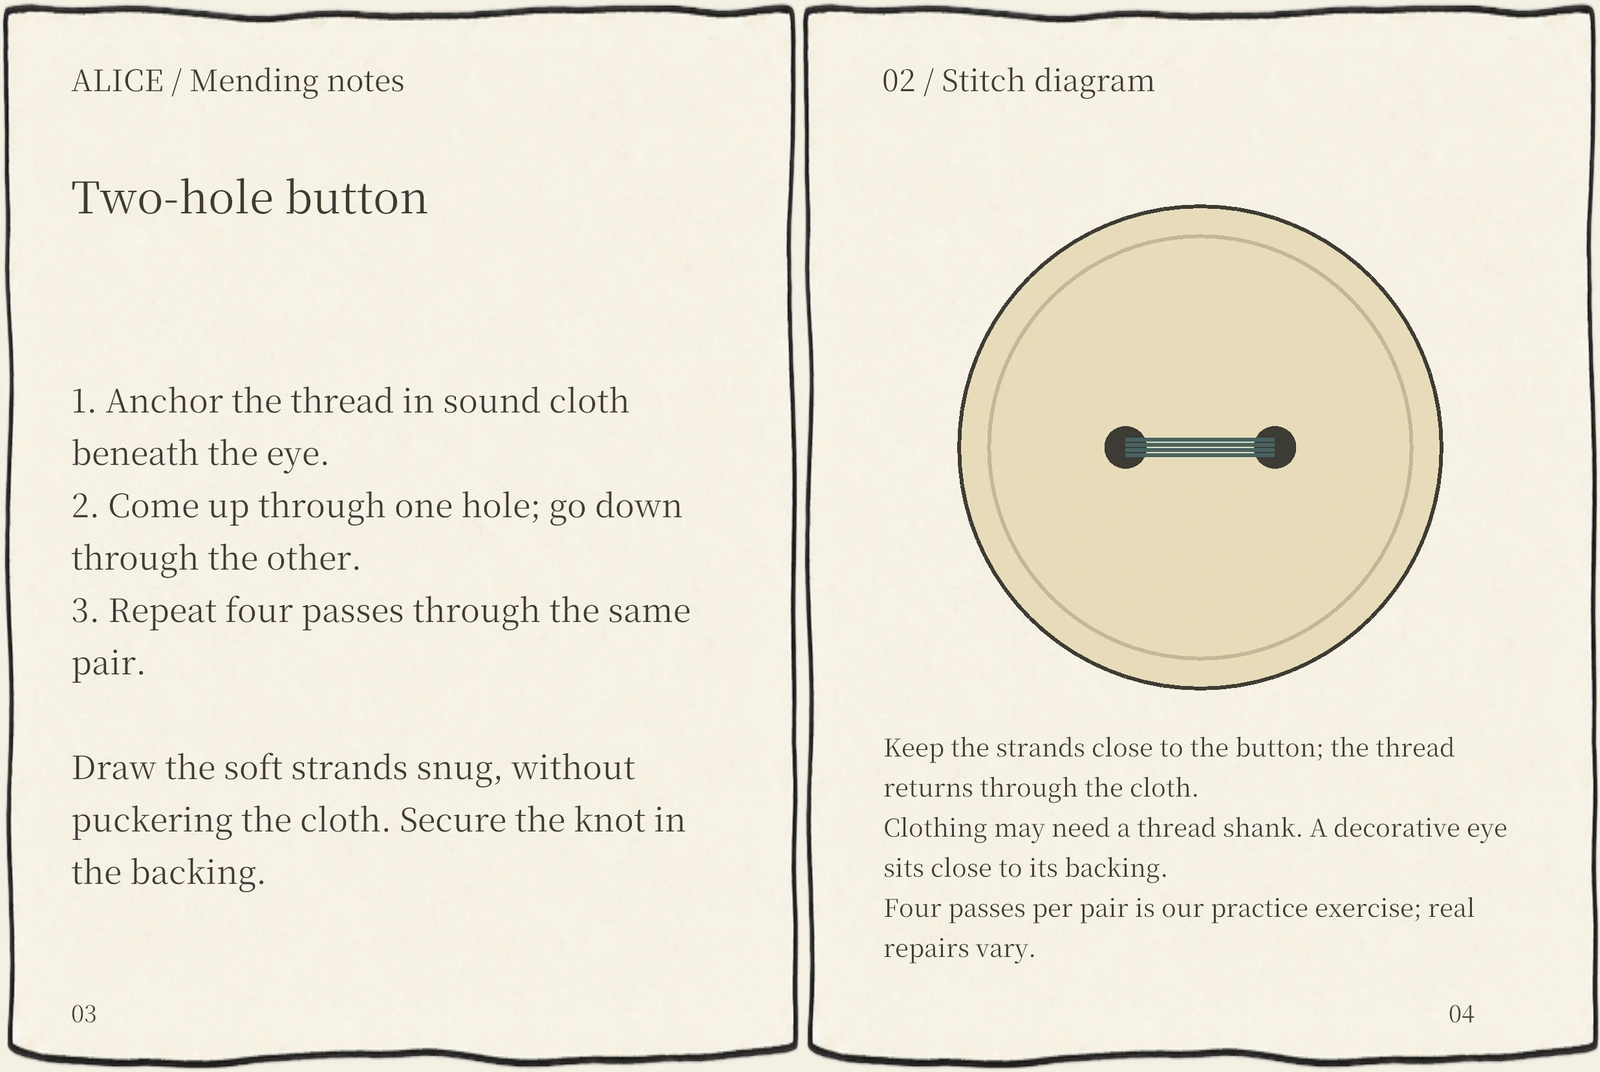 ALICE / Mending notes
Two-hole button
1. Anchor the thread in sound cloth
beneath the eye.
2. Come up through one hole; go down
through the other.
3. Repeat four passes through the same
pair.
Draw the soft strands snug, without
puckering the cloth. Secure the knot in
the backing.
03
02 / Stitch diagram
Keep the strands close to the button; the thread
returns through the cloth.
Clothing may need a thread shank. A decorative eye
sits close to its backing.
Four passes per pair is our practice exercise; real
repairs vary.
04